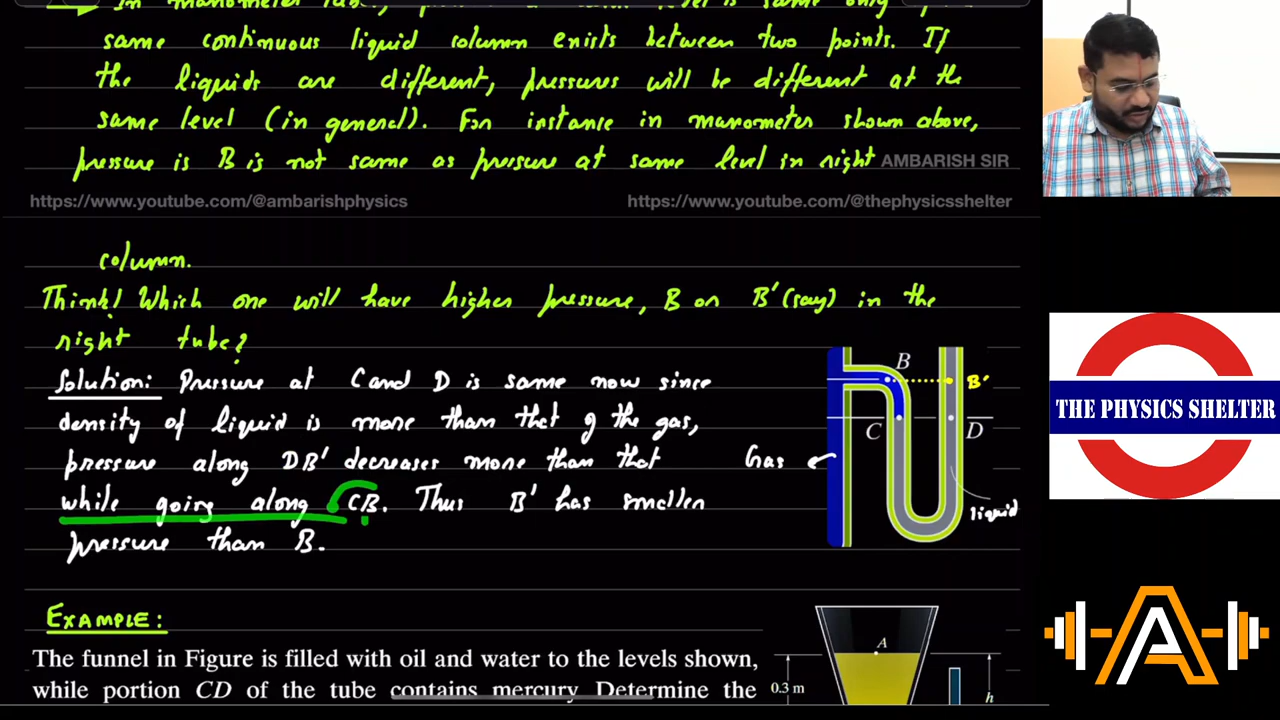 same continuous liquid column exists between two points. If
the liquids are different, pressures will be different at the
same level (in general). For instance in manometer shown above,
pressure is B is not same as pressure at same level in right
AMBARISH SIR
https://www.youtube.com/@ambarishphysics
https://www.youtube.com/@thephysicsshelter
column.
Think! Which one will have higher pressure, B or B' (say) in the
right tube?
Solution: Pressure at C and D is same now since
density of liquid is more than that of the gas,
pressure along DB' decreases more than that
while going along CB. Thus B' has smaller
pressure than B.
B
B'
C
D
Gas
liquid
THE PHYSICS SHELTER
EXAMPLE:
The funnel in Figure is filled with oil and water to the levels shown,
while portion CD of the tube contains mercury. Determine the
A
0.3 m
h